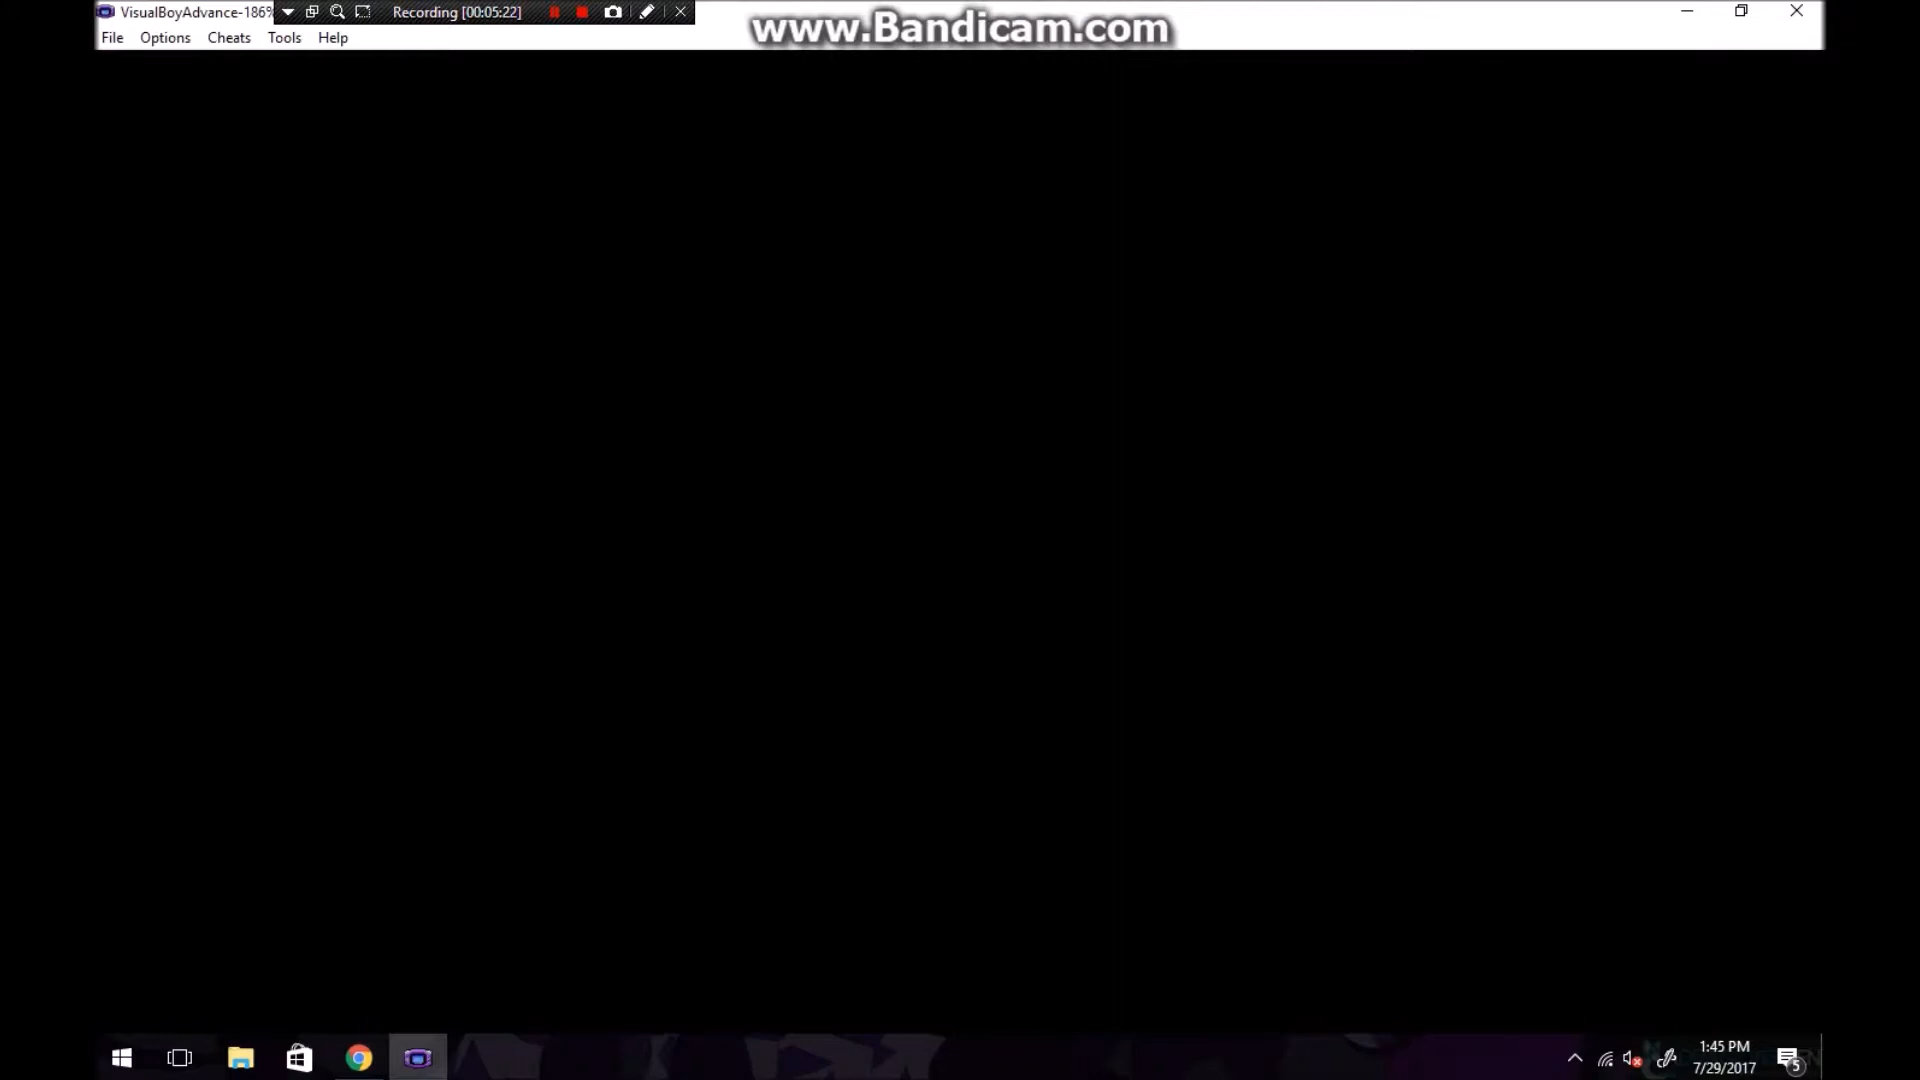 VisualBoyAdvance-186%
Recording [00:05:22]
www.Bandicam.com
File Options Cheats Tools Help
1:45 PM
7/29/2017
5